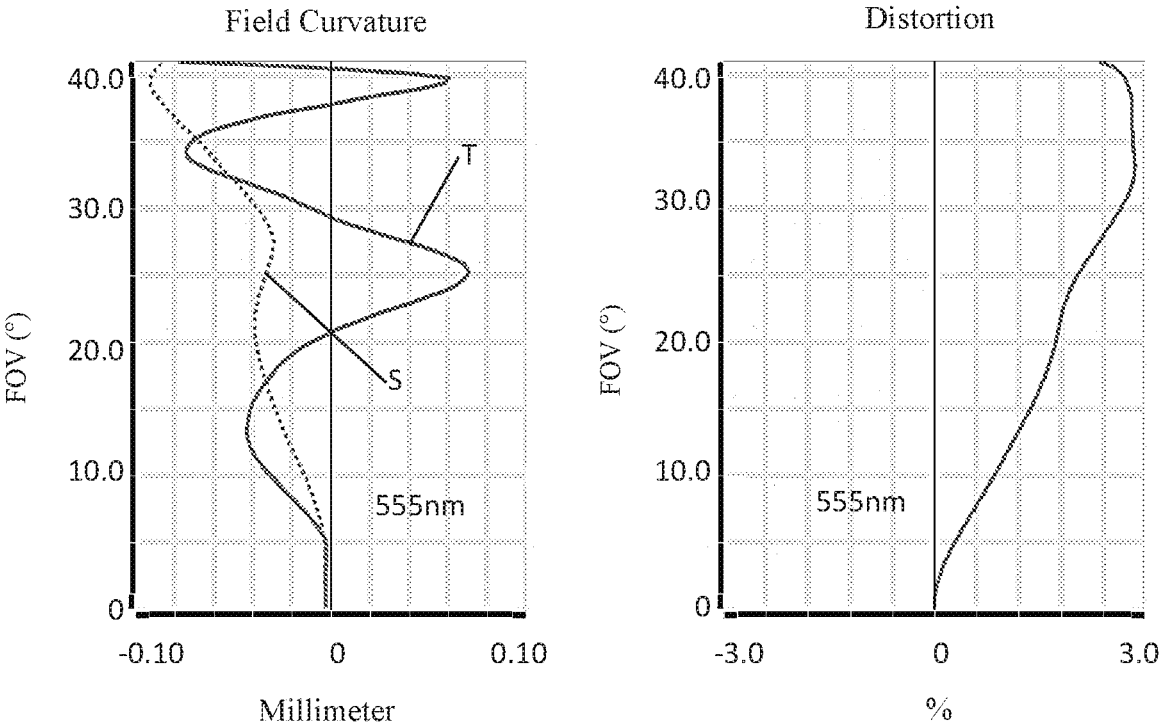 Field Curvature
40.0
30.0
20.0
10.0
0
FOV (°)
T
S
555nm
-0.10 0 0.10
Millimeter
Distortion
40.0
30.0
20.0
10.0
0
FOV (°)
555nm
-3.0 0 3.0
%